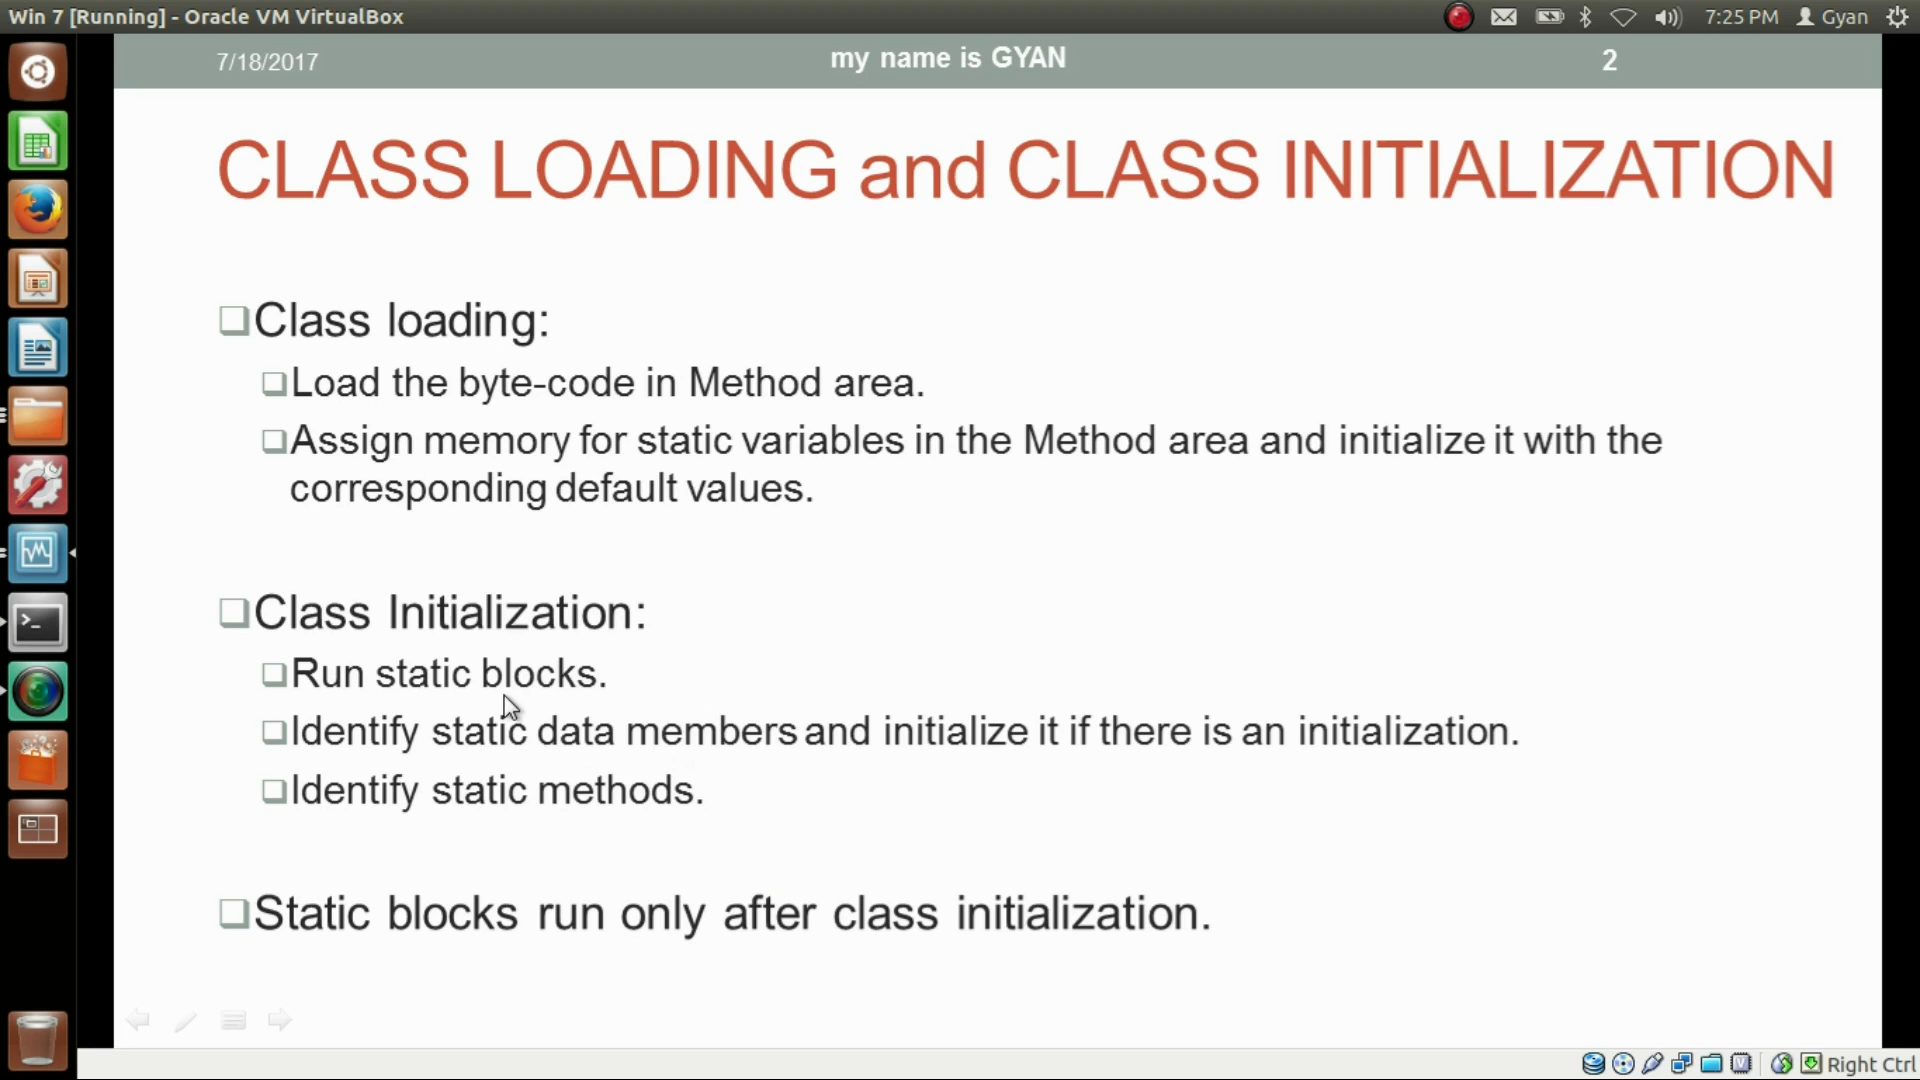 Win 7 [Running] - Oracle VM VirtualBox
7:25 PM
Gyan
7/18/2017
my name is GYAN
2
CLASS LOADING and CLASS INITIALIZATION
Class loading:
Load the byte-code in Method area.
Assign memory for static variables in the Method area and initialize it with the
corresponding default values.
Class Initialization:
Run static blocks.
Identify static data members and initialize it if there is an initialization.
Identify static methods.
Static blocks run only after class initialization.
Right Ctrl